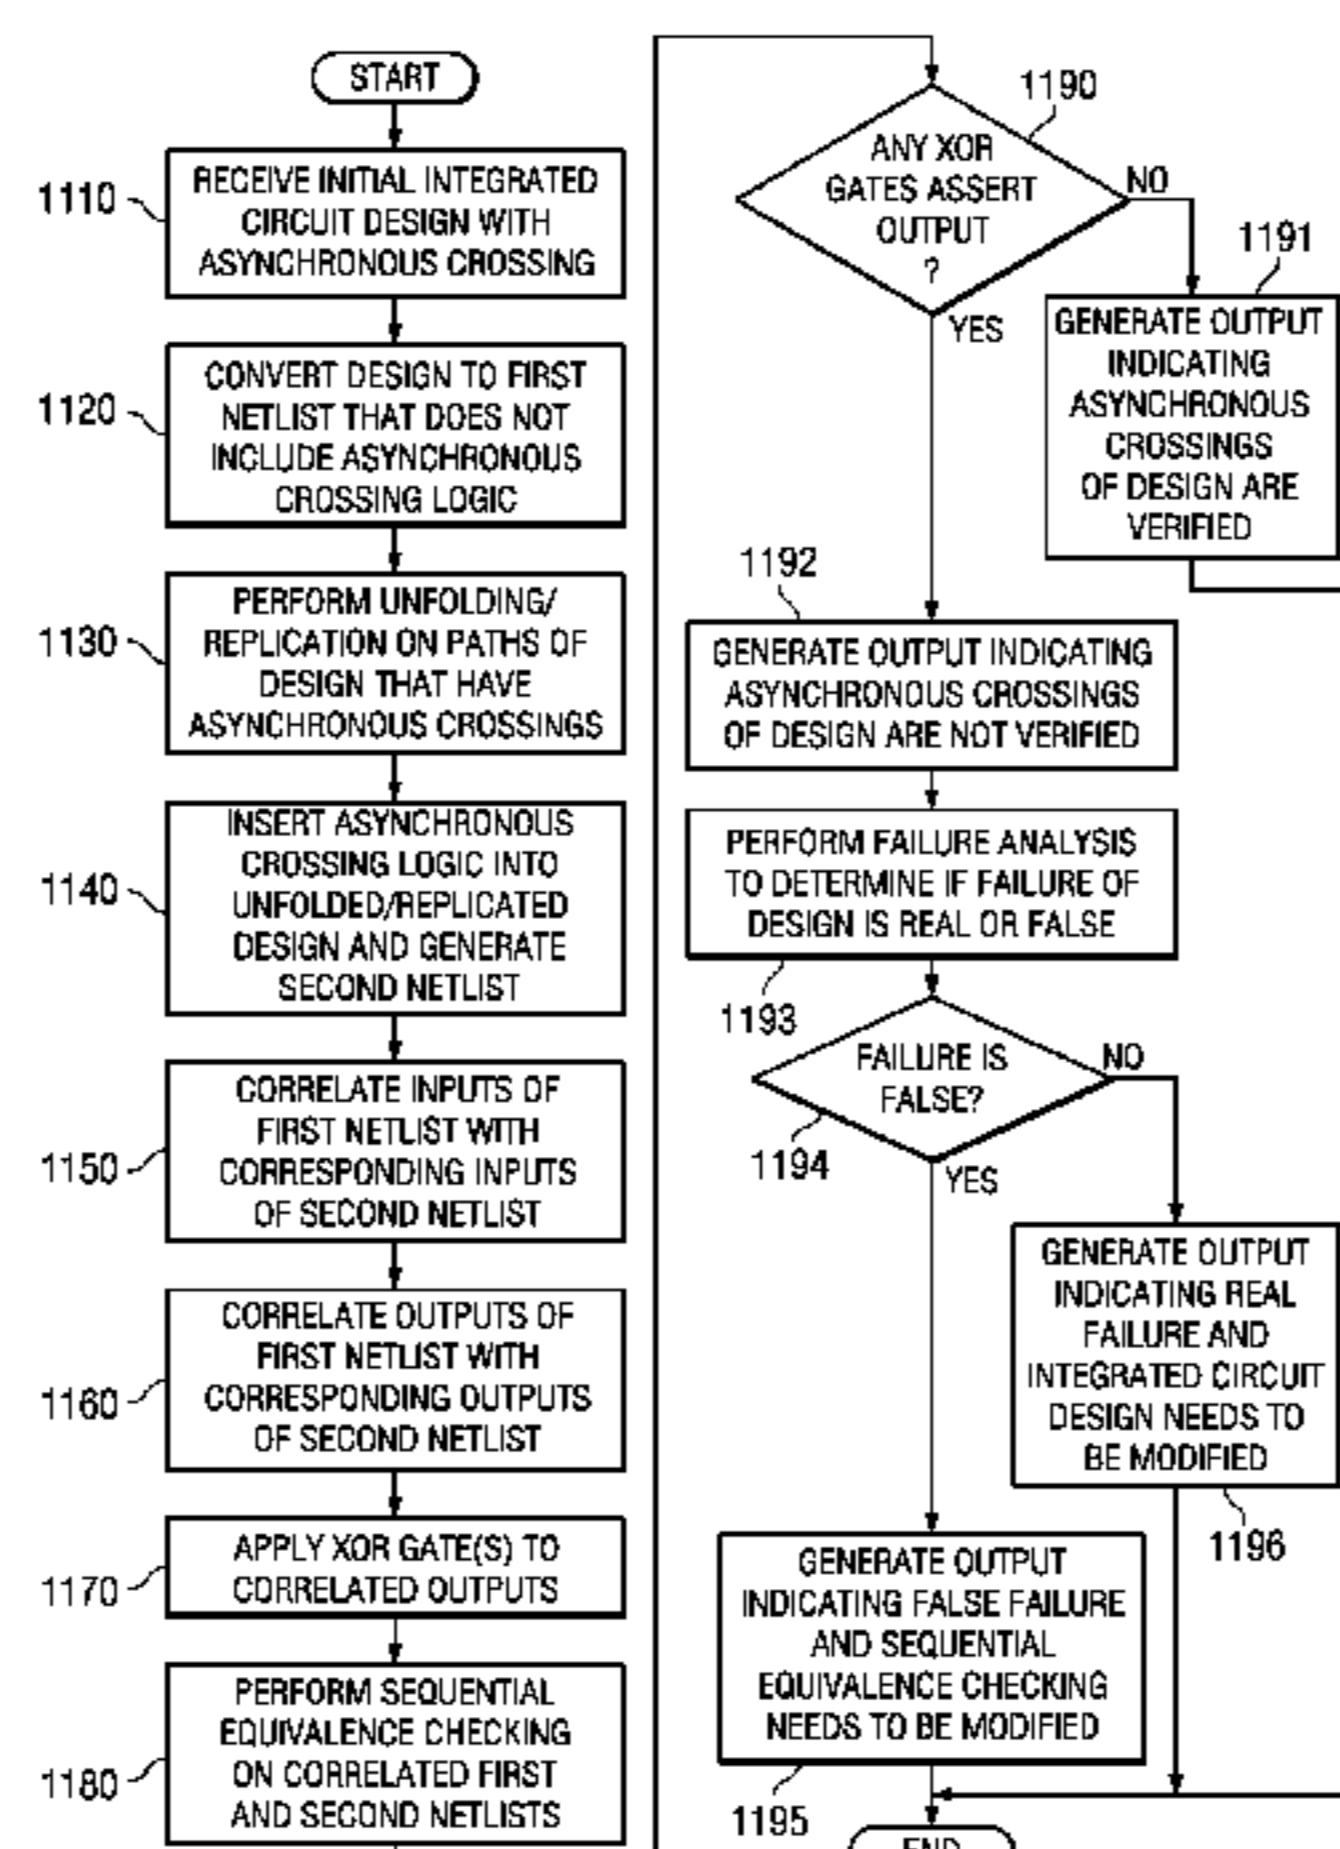 START
1110
RECEIVE INITIAL INTEGRATED
CIRCUIT DESIGN WITH
ASYNCHRONOUS CROSSING
1120
CONVERT DESIGN TO FIRST
NETLIST THAT DOES NOT
INCLUDE ASYNCHRONOUS
CROSSING LOGIC
1130
PERFORM UNFOLDING/
REPLICATION ON PATHS OF
DESIGN THAT HAVE
ASYNCHRONOUS CROSSINGS
1140
INSERT ASYNCHRONOUS
CROSSING LOGIC INTO
UNFOLDED/REPLICATED
DESIGN AND GENERATE
SECOND NETLIST
1150
CORRELATE INPUTS OF
FIRST NETLIST WITH
CORRESPONDING INPUTS
OF SECOND NETLIST
1160
CORRELATE OUTPUTS OF
FIRST NETLIST WITH
CORRESPONDING OUTPUTS
OF SECOND NETLIST
1170
APPLY XOR GATE(S) TO
CORRELATED OUTPUTS
1180
PERFORM SEQUENTIAL
EQUIVALENCE CHECKING
ON CORRELATED FIRST
AND SECOND NETLISTS
1190
ANY XOR
GATES ASSERT
OUTPUT
?
NO
YES
1191
GENERATE OUTPUT
INDICATING
ASYNCHRONOUS
CROSSINGS
OF DESIGN ARE
VERIFIED
1192
GENERATE OUTPUT INDICATING
ASYNCHRONOUS CROSSINGS
OF DESIGN ARE NOT VERIFIED
PERFORM FAILURE ANALYSIS
TO DETERMINE IF FAILURE OF
DESIGN IS REAL OR FALSE
1193
FAILURE IS
FALSE?
NO
1194
YES
GENERATE OUTPUT
INDICATING REAL
FAILURE AND
INTEGRATED CIRCUIT
DESIGN NEEDS TO
BE MODIFIED
1196
GENERATE OUTPUT
INDICATING FALSE FAILURE
AND SEQUENTIAL
EQUIVALENCE CHECKING
NEEDS TO BE MODIFIED
1195
END